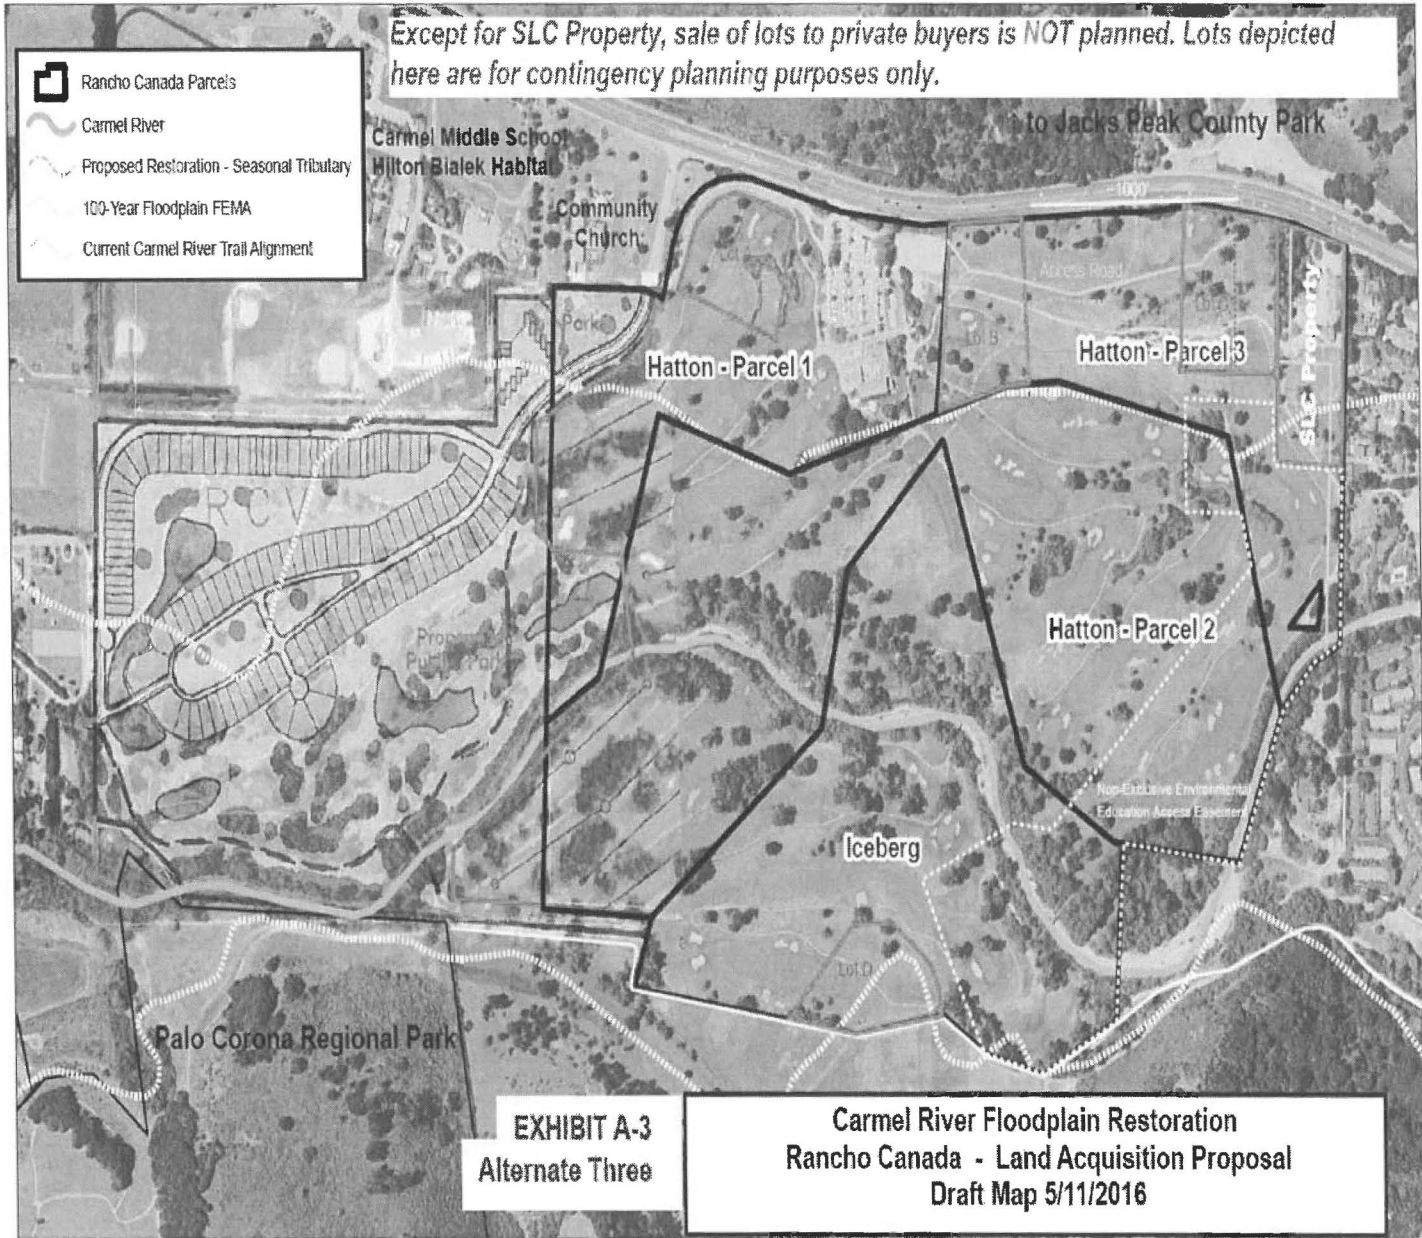 Except for SLC Property, sale of lots to private buyers is NOT planned. Lots depicted
here are for contingency planning purposes only.
Rancho Canada Parcels
Carmel River
Proposed Restoration - Seasonal Tributary
100-Year Floodplain FEMA
Current Carmel River Trail Alignment
Carmel Middle School
Hilton Bialek Habitat
Community
Church
to Jacks Peak County Park
~1000'
Access Road
Park
Lot B
Hatton - Parcel 1
Hatton - Parcel 3
SLC Property
RCV
Public Park
Hatton - Parcel 2
Non-Exclusive Environmental
Education Access Easement
Iceberg
Lot D
Palo Corona Regional Park
EXHIBIT A-3
Alternate Three
Carmel River Floodplain Restoration
Rancho Canada - Land Acquisition Proposal
Draft Map 5/11/2016